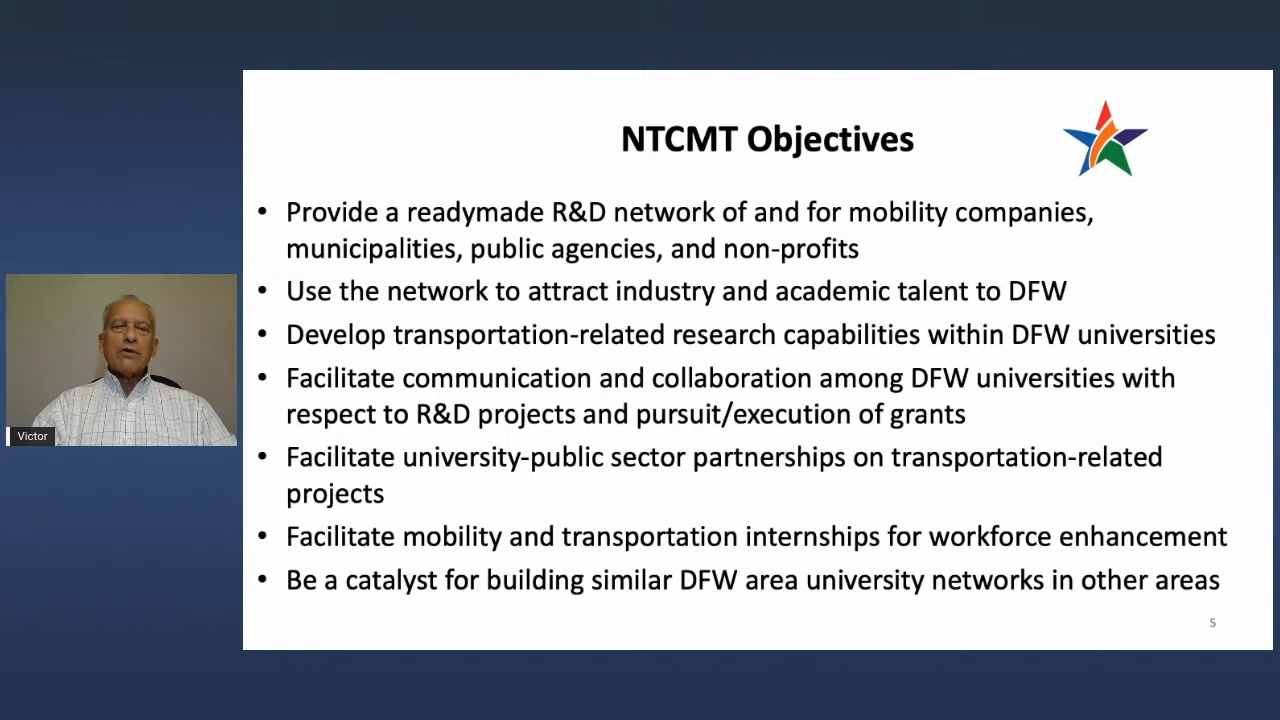 NTCMT Objectives
• Provide a readymade R&D network of and for mobility companies,
municipalities, public agencies, and non-profits
• Use the network to attract industry and academic talent to DFW
• Develop transportation-related research capabilities within DFW universities
• Facilitate communication and collaboration among DFW universities with
respect to R&D projects and pursuit/execution of grants
• Facilitate university-public sector partnerships on transportation-related
projects
• Facilitate mobility and transportation internships for workforce enhancement
• Be a catalyst for building similar DFW area university networks in other areas
5
Victor